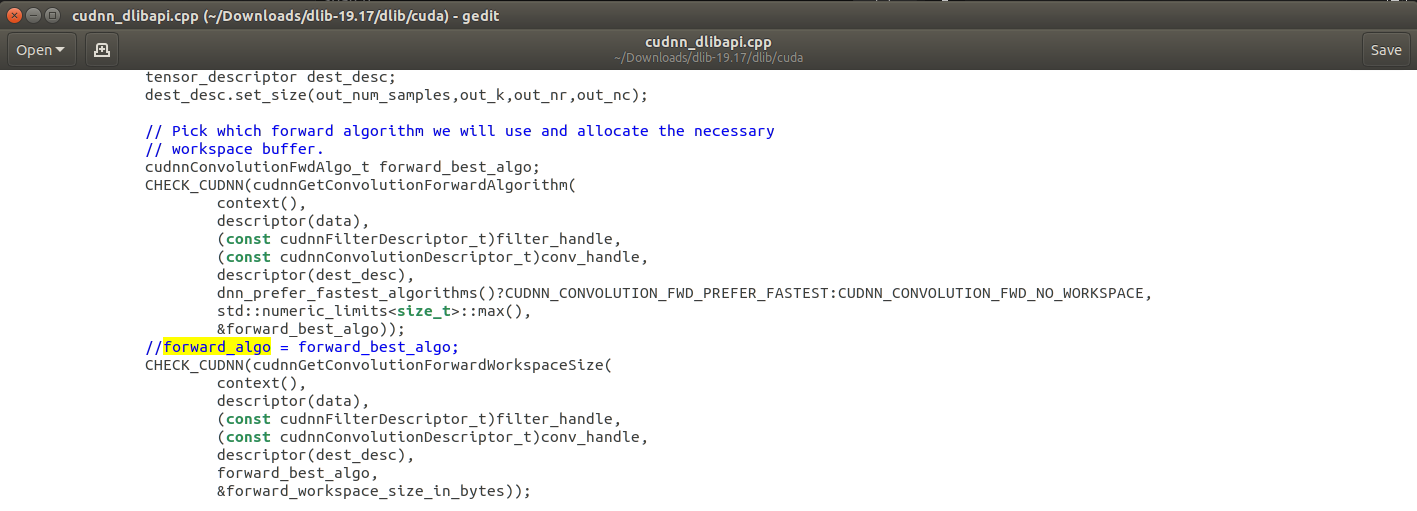 cudnn_dlibapi.cpp (~/Downloads/dlib-19.17/dlib/cuda) - gedit
Open
cudnn_dlibapi.cpp
~/Downloads/dlib-19.17/dlib/cuda
Save
tensor_descriptor dest_desc;
dest_desc.set_size(out_num_samples,out_k,out_nr,out_nc);
// Pick which forward algorithm we will use and allocate the necessary
// workspace buffer.
cudnnConvolutionFwdAlgo_t forward_best_algo;
CHECK_CUDNN(cudnnGetConvolutionForwardAlgorithm(
context(),
descriptor(data),
(const cudnnFilterDescriptor_t)filter_handle,
(const cudnnConvolutionDescriptor_t)conv_handle,
descriptor(dest_desc),
dnn_prefer_fastest_algorithms()?CUDNN_CONVOLUTION_FWD_PREFER_FASTEST:CUDNN_CONVOLUTION_FWD_NO_WORKSPACE,
std::numeric_limits<size_t>::max(),
&forward_best_algo));
//forward_algo = forward_best_algo;
CHECK_CUDNN(cudnnGetConvolutionForwardWorkspaceSize(
context(),
descriptor(data),
(const cudnnFilterDescriptor_t)filter_handle,
(const cudnnConvolutionDescriptor_t)conv_handle,
descriptor(dest_desc),
forward_best_algo,
&forward_workspace_size_in_bytes));